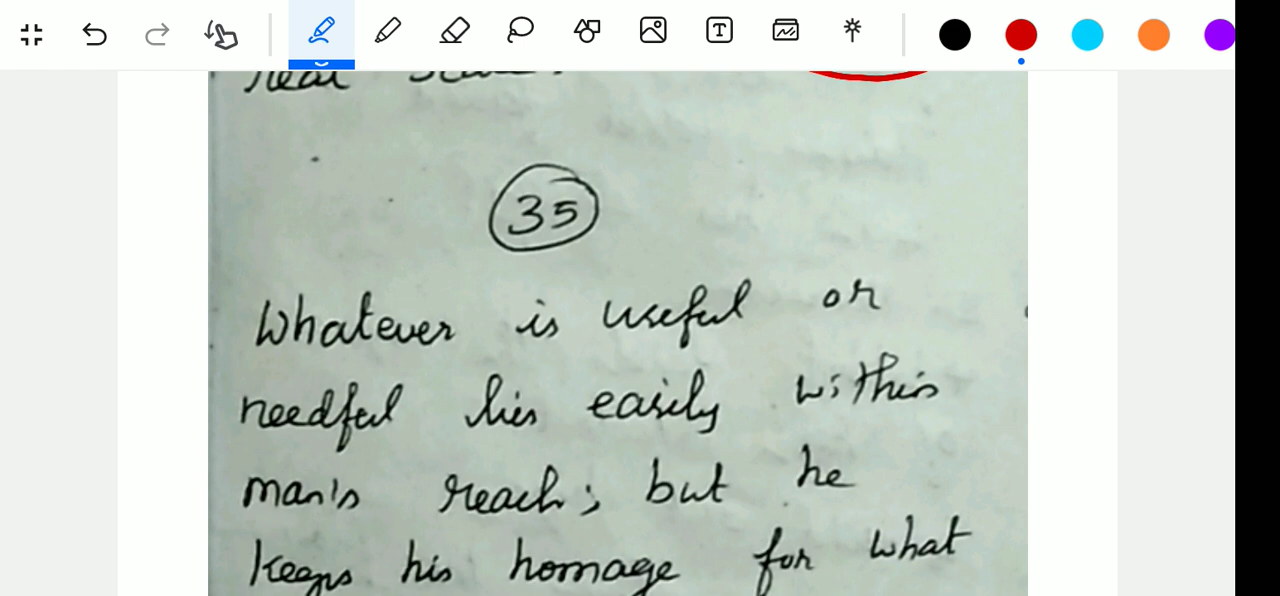 35
Whatever is useful or
needful lies easily within
man's reach; but he
keeps his homage for what